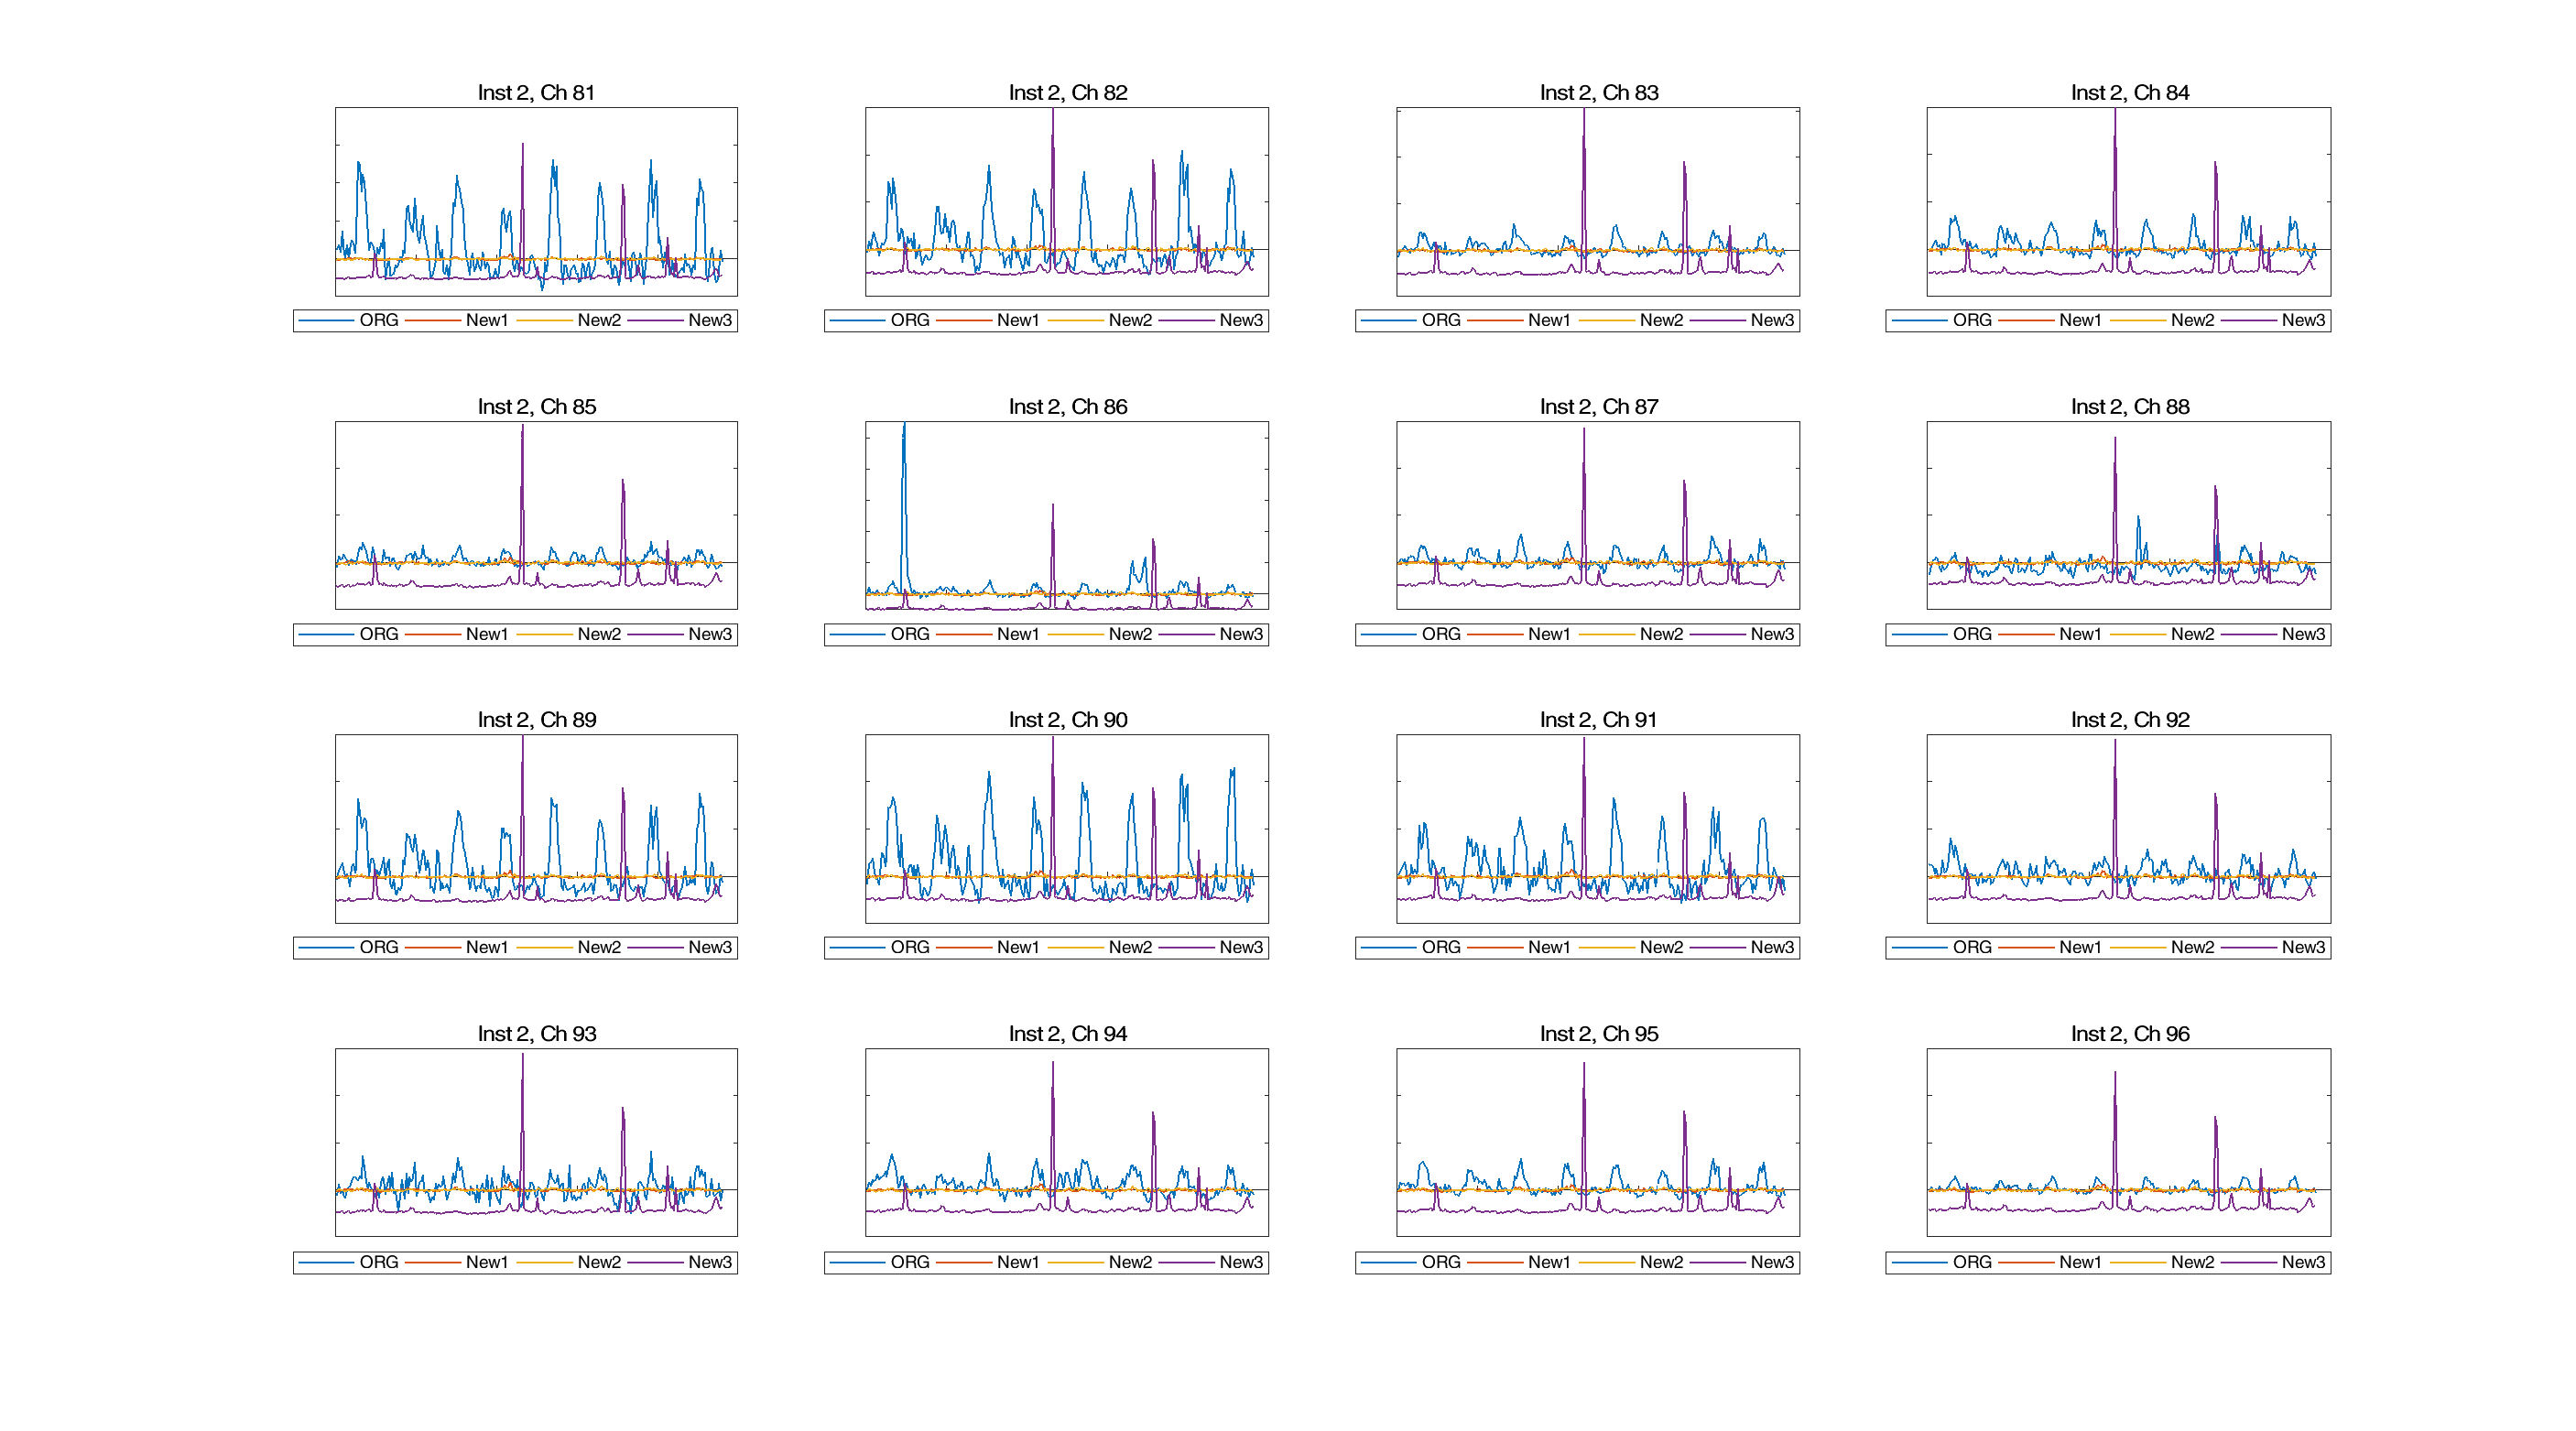 Inst 2, Ch 81
Inst 2, Ch 82
Inst 2, Ch 83
Inst 2, Ch 84
ORG New1 New2 New3
ORG New1 New2 New3
ORG New1 New2 New3
ORG New1 New2 New3
Inst 2, Ch 85
Inst 2, Ch 86
Inst 2, Ch 87
Inst 2, Ch 88
ORG New1 New2 New3
ORG New1 New2 New3
ORG New1 New2 New3
ORG New1 New2 New3
Inst 2, Ch 89
Inst 2, Ch 90
Inst 2, Ch 91
Inst 2, Ch 92
ORG New1 New2 New3
ORG New1 New2 New3
ORG New1 New2 New3
ORG New1 New2 New3
Inst 2, Ch 93
Inst 2, Ch 94
Inst 2, Ch 95
Inst 2, Ch 96
ORG New1 New2 New3
ORG New1 New2 New3
ORG New1 New2 New3
ORG New1 New2 New3